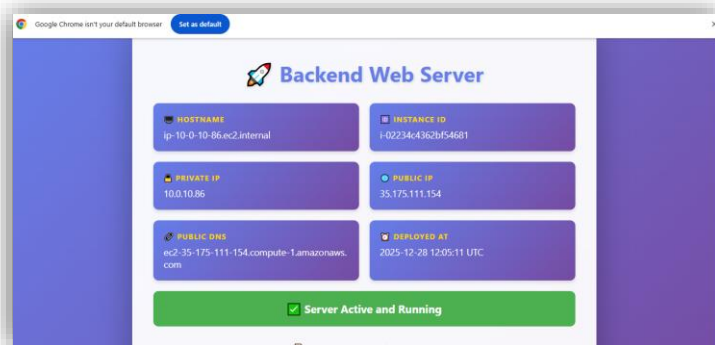 Google Chrome isn't your default browser
Set as default
🚀 Backend Web Server
HOSTNAME
ip-10-0-10-86.ec2.internal
INSTANCE ID
i-02234c4362bf54681
PRIVATE IP
10.0.10.86
PUBLIC IP
35.175.111.154
PUBLIC DNS
ec2-35-175-111-154.compute-1.amazonaws.
com
DEPLOYED AT
2025-12-28 12:05:11 UTC
✅ Server Active and Running